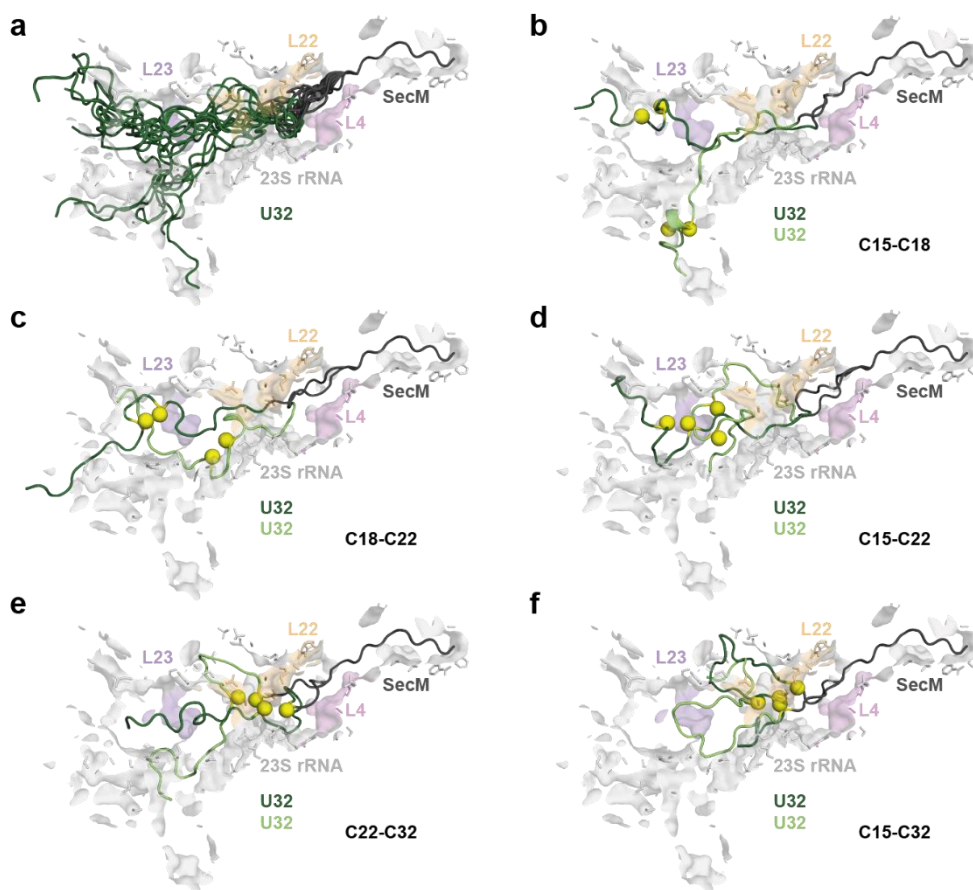 a
L22
L23
SecM
L4
23S rRNA
U32
b
L22
L23
SecM
L4
23S rRNA
U32
U32
C15-C18
c
L22
L23
SecM
L4
23S rRNA
U32
U32
C18-C22
d
L22
L23
SecM
L4
23S rRNA
U32
U32
C15-C22
e
L22
L23
SecM
L4
23S rRNA
U32
U32
C22-C32
f
L22
L23
SecM
L4
23S rRNA
U32
U32
C15-C32